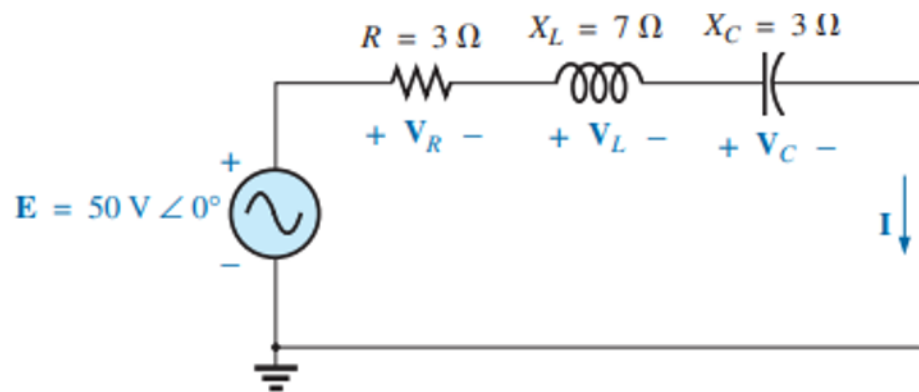 R = 3 Ω X_L = 7 Ω X_C = 3 Ω
+ V_R − + V_L − + V_C −
+
E = 50 V ∠ 0°
I
−